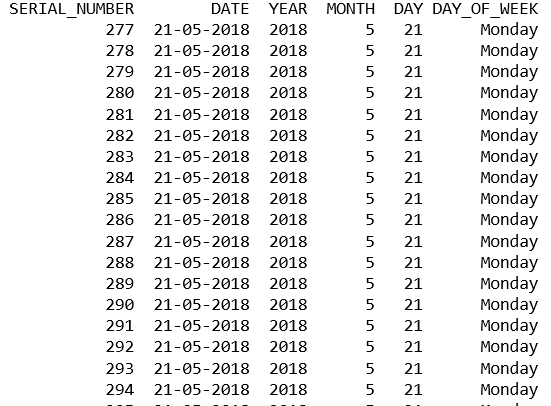 SERIAL_NUMBER DATE YEAR MONTH DAY DAY_OF_WEEK
277 21-05-2018 2018 5 21 Monday
278 21-05-2018 2018 5 21 Monday
279 21-05-2018 2018 5 21 Monday
280 21-05-2018 2018 5 21 Monday
281 21-05-2018 2018 5 21 Monday
282 21-05-2018 2018 5 21 Monday
283 21-05-2018 2018 5 21 Monday
284 21-05-2018 2018 5 21 Monday
285 21-05-2018 2018 5 21 Monday
286 21-05-2018 2018 5 21 Monday
287 21-05-2018 2018 5 21 Monday
288 21-05-2018 2018 5 21 Monday
289 21-05-2018 2018 5 21 Monday
290 21-05-2018 2018 5 21 Monday
291 21-05-2018 2018 5 21 Monday
292 21-05-2018 2018 5 21 Monday
293 21-05-2018 2018 5 21 Monday
294 21-05-2018 2018 5 21 Monday